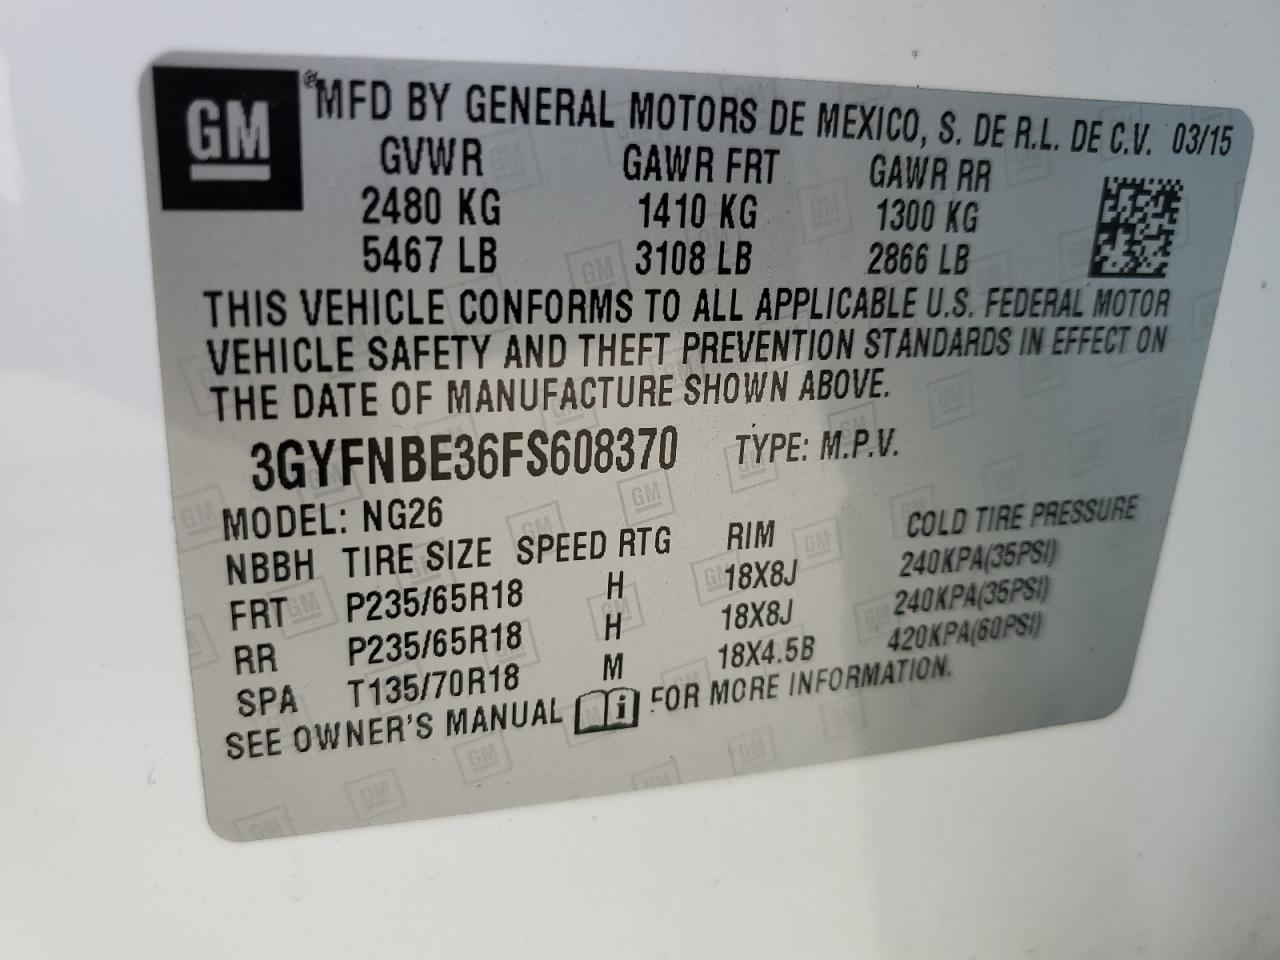 GM
® MFD BY GENERAL MOTORS DE MEXICO, S. DE R.L. DE C.V. 03/15
GVWR GAWR FRT GAWR RR
2480 KG 1410 KG 1300 KG
5467 LB 3108 LB 2866 LB
THIS VEHICLE CONFORMS TO ALL APPLICABLE U.S. FEDERAL MOTOR
VEHICLE SAFETY AND THEFT PREVENTION STANDARDS IN EFFECT ON
THE DATE OF MANUFACTURE SHOWN ABOVE.
3GYFNBE36FS608370 TYPE: M.P.V.
MODEL: NG26
NBBH TIRE SIZE SPEED RTG RIM COLD TIRE PRESSURE
FRT P235/65R18 H 18X8J 240KPA(35PSI)
RR P235/65R18 H 18X8J 240KPA(35PSI)
SPA T135/70R18 M 18X4.5B 420KPA(60PSI)
SEE OWNER'S MANUAL i FOR MORE INFORMATION.